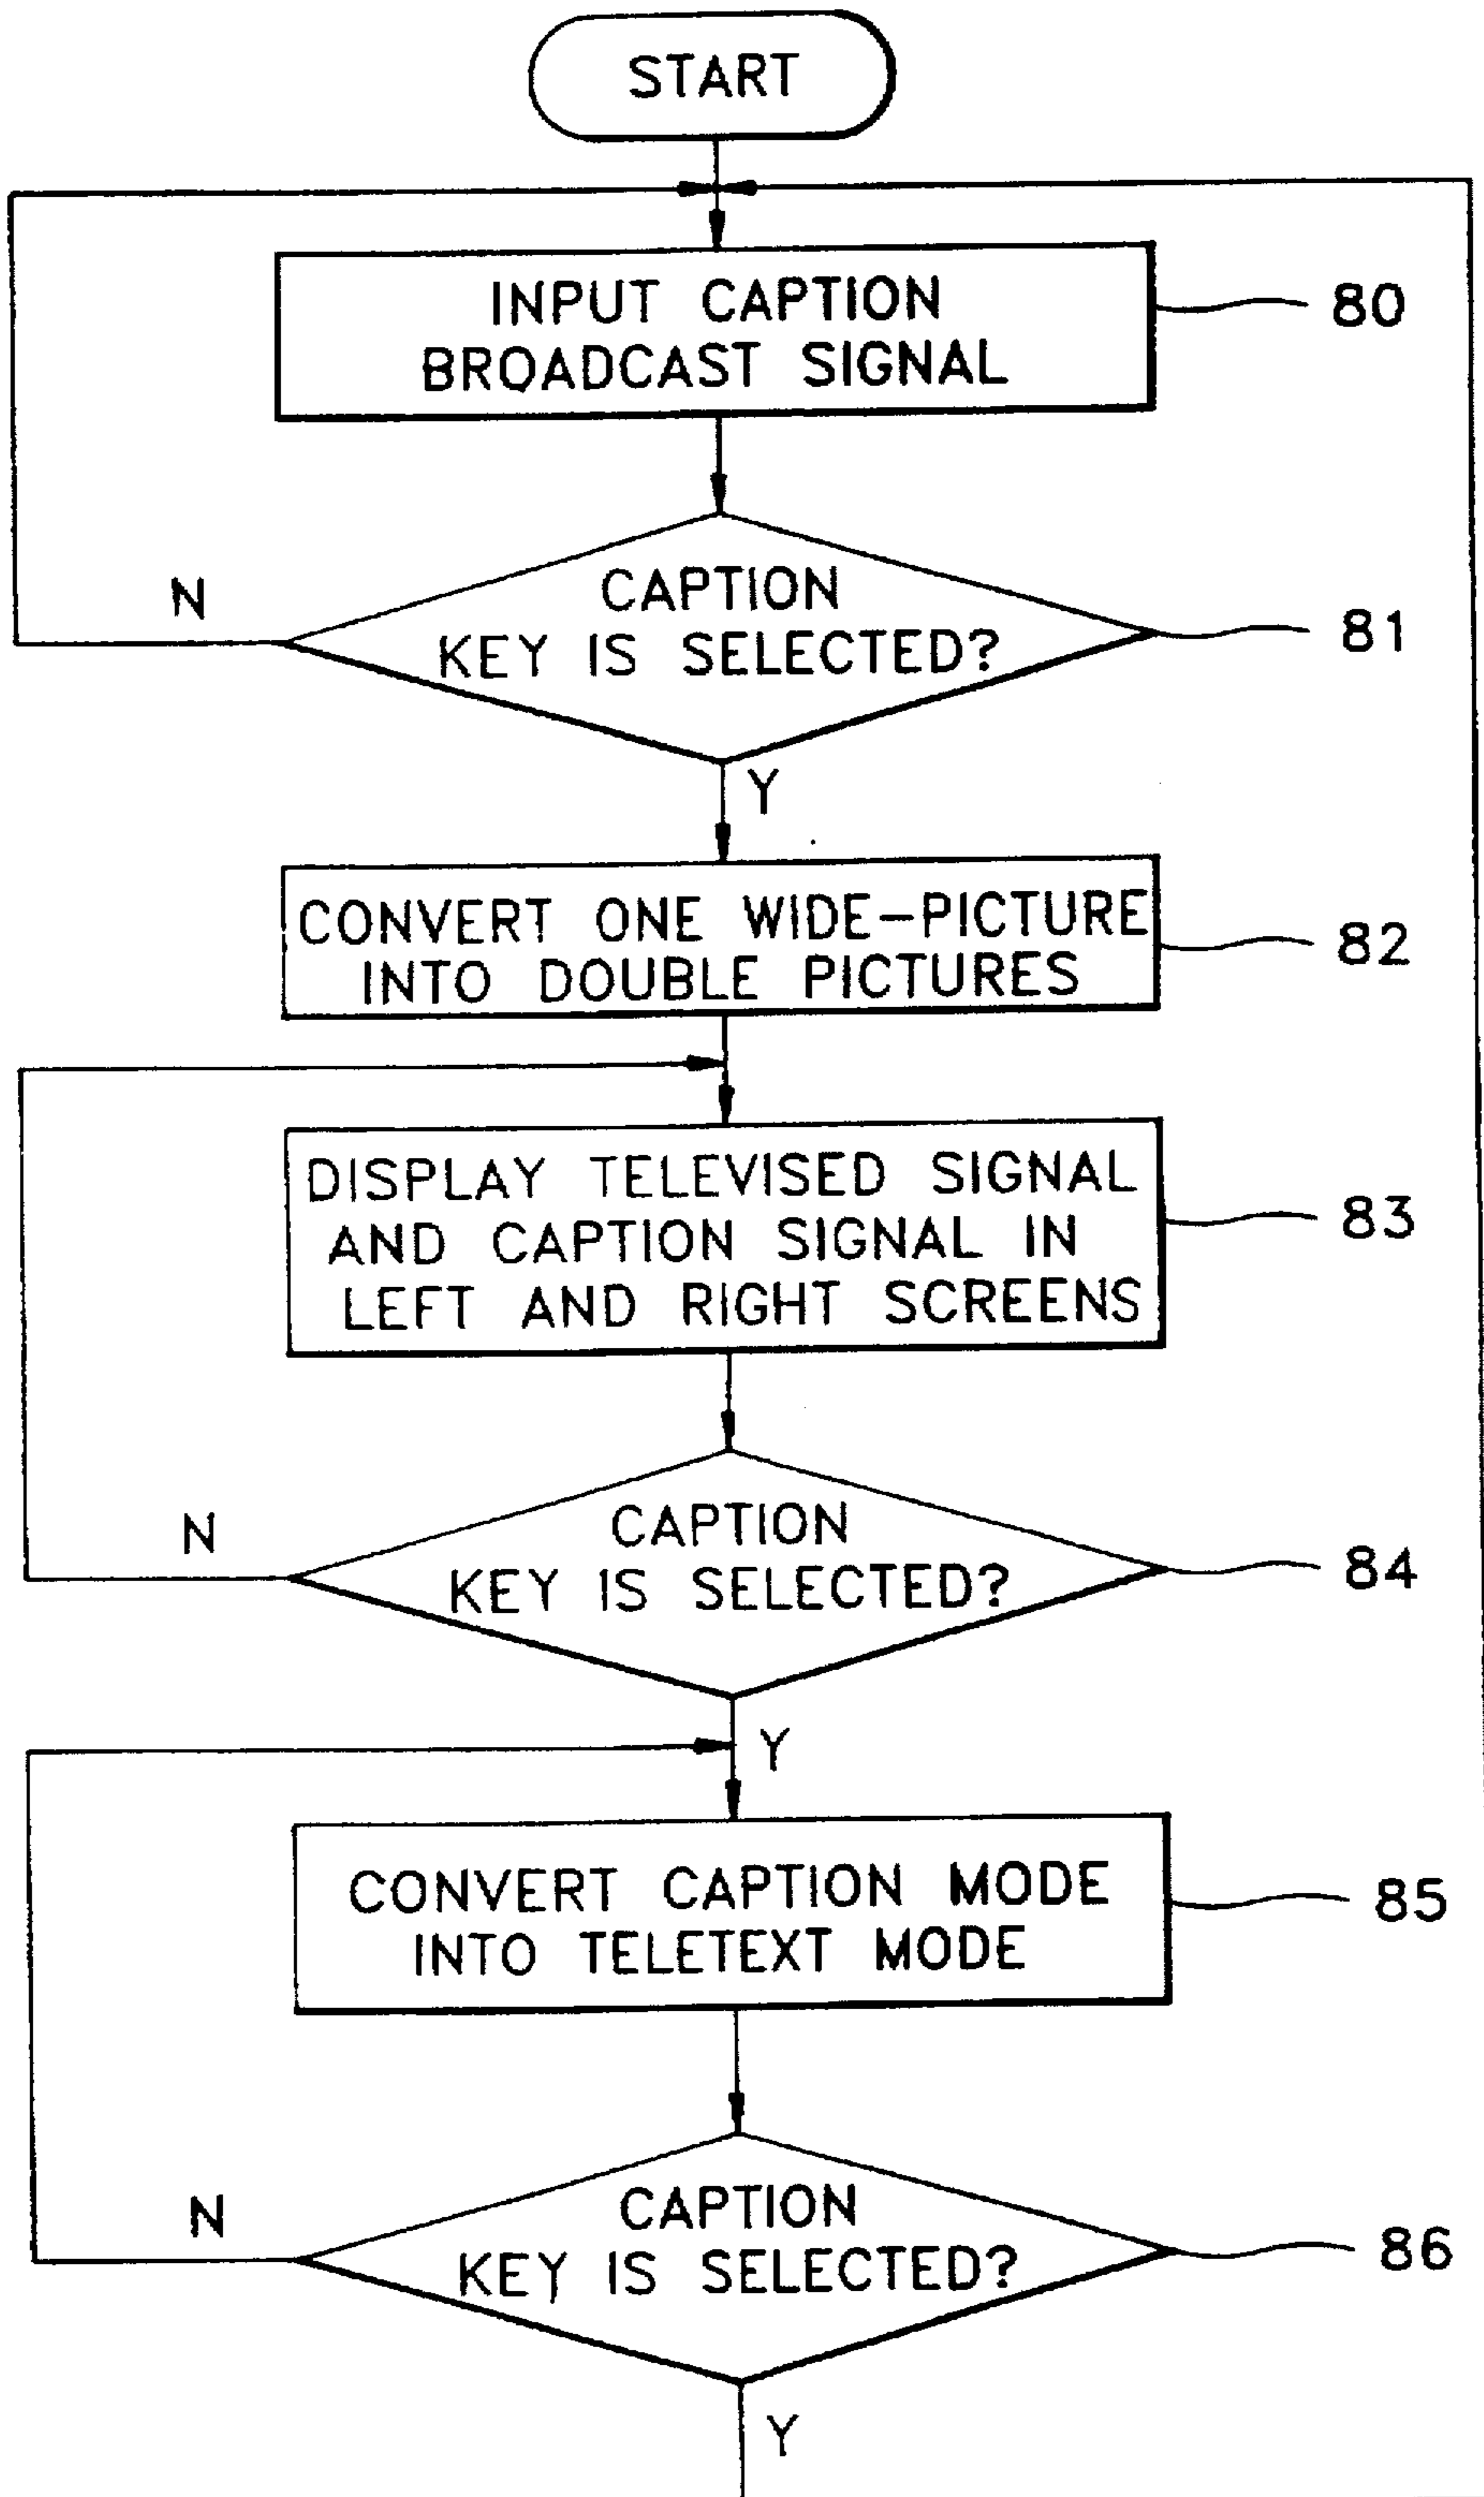 START
INPUT CAPTION
BROADCAST SIGNAL
80
CAPTION
KEY IS SELECTED?
81
N
Y
CONVERT ONE WIDE-PICTURE
INTO DOUBLE PICTURES
82
DISPLAY TELEVISED SIGNAL
AND CAPTION SIGNAL IN
LEFT AND RIGHT SCREENS
83
CAPTION
KEY IS SELECTED?
84
N
Y
CONVERT CAPTION MODE
INTO TELETEXT MODE
85
CAPTION
KEY IS SELECTED?
86
N
Y